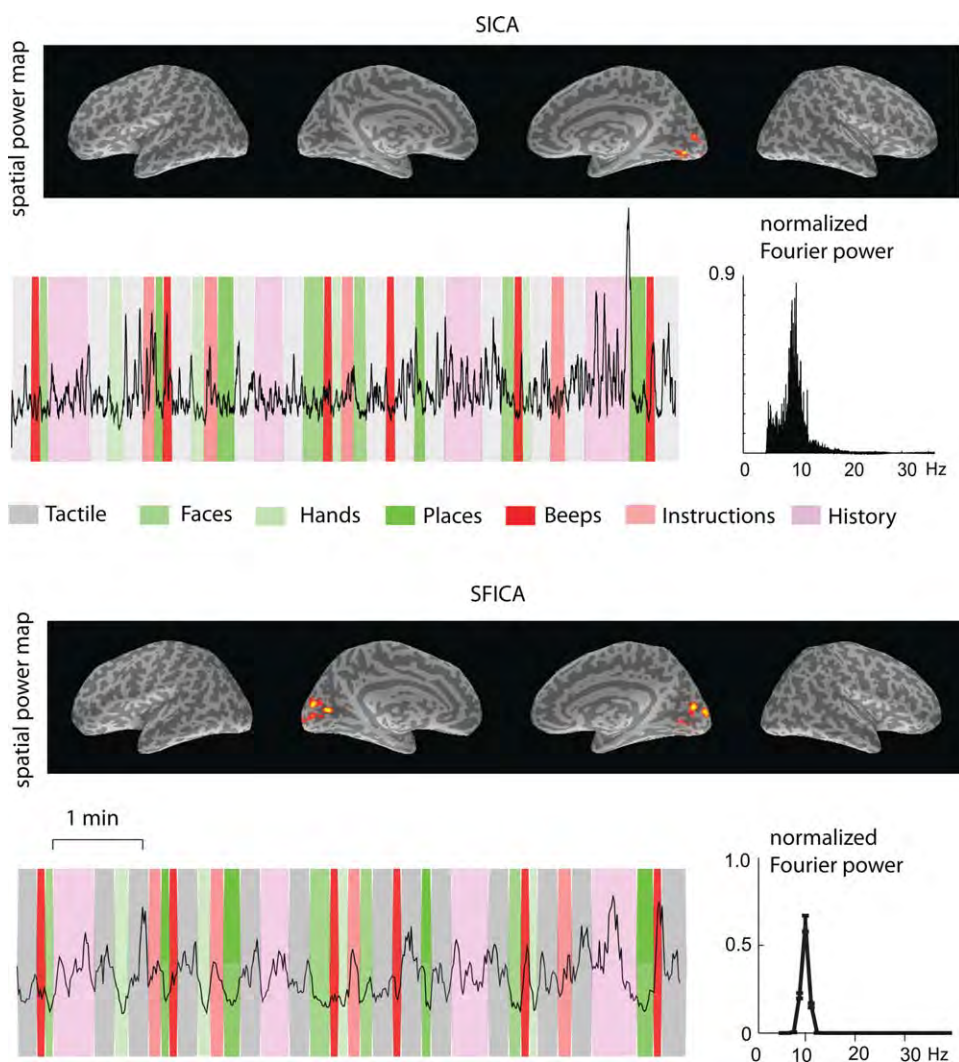 SICA
spatial power map
normalized
Fourier power
0.9
0 10 20 30 Hz
Tactile Faces Hands Places Beeps Instructions History
SFICA
spatial power map
1 min
normalized
Fourier power
1.0
0.5
0
0 10 20 30 Hz